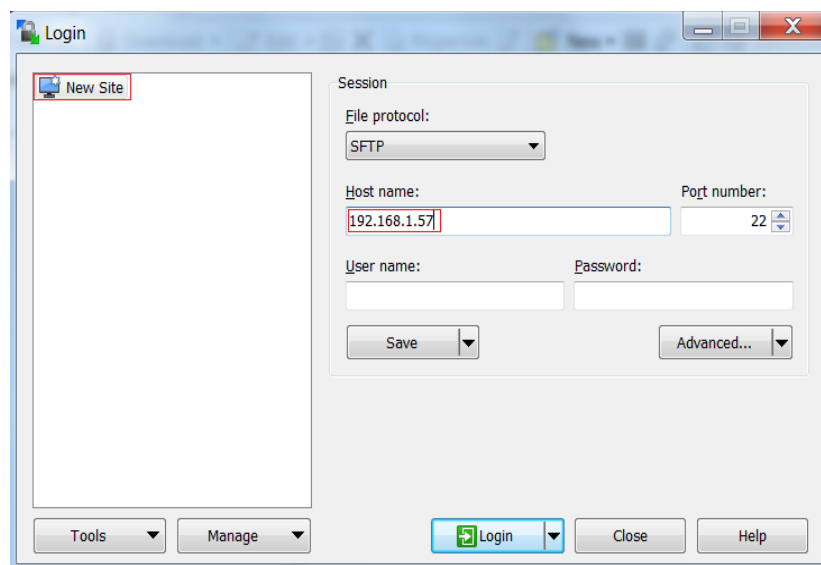 Login
New Site
Session
File protocol:
SFTP
Host name:
Port number:
192.168.1.57
22
User name:
Password:
Save
Advanced...
Tools
Manage
Login
Close
Help